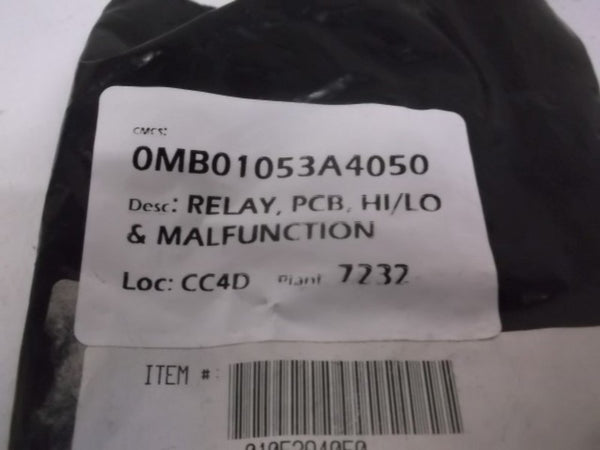 CMCS:
0MB01053A4050
Desc: RELAY, PCB, HI/LO
& MALFUNCTION
Loc: CC4D Plant 7232
ITEM #: